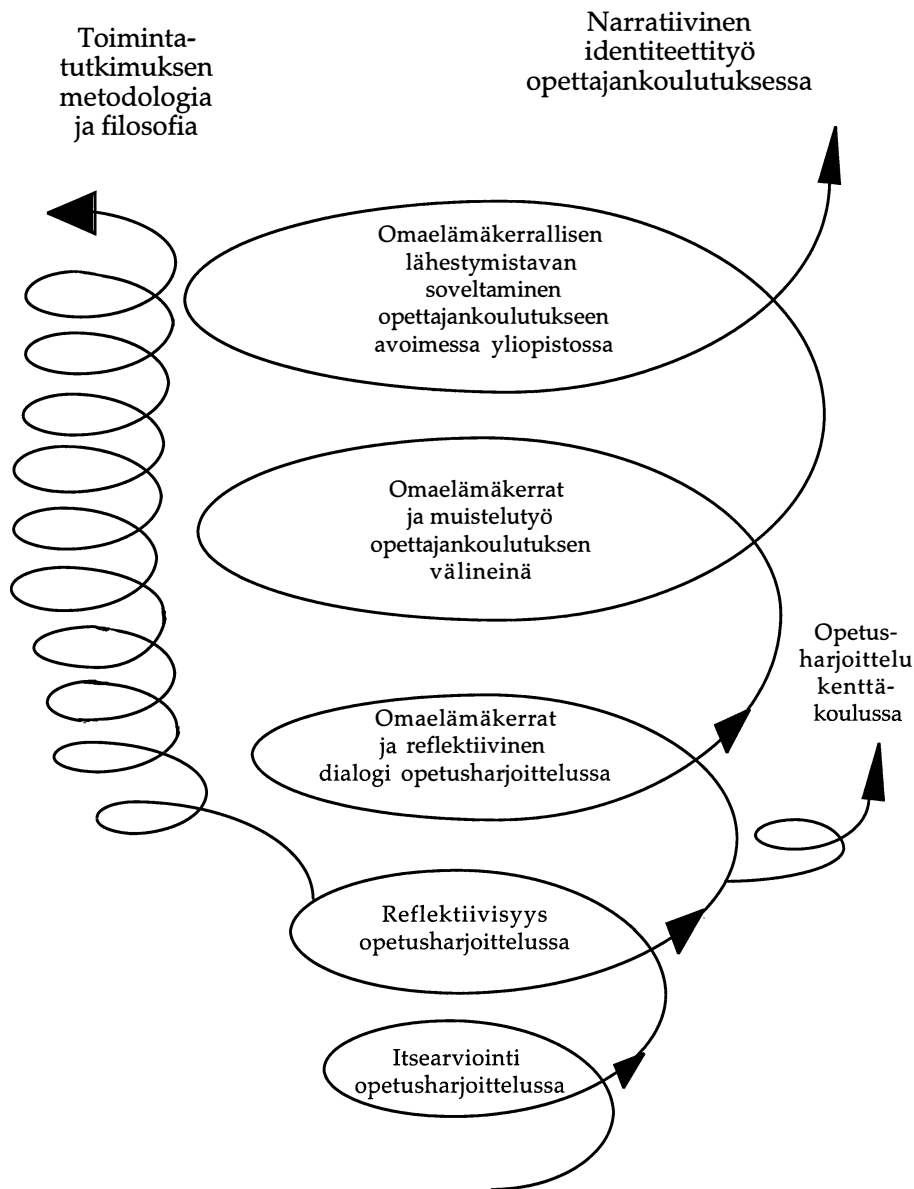 Toiminta-
tutkimuksen
metodologia
ja filosofia
Narratiivinen
identiteettityö
opettajankoulutuksessa
Omaelämäkerrallisen
lähestymistavan
soveltaminen
opettajankoulutukseen
avoimessa yliopistossa
Omaelämäkerrat
ja muistelutyö
opettajankoulutuksen
välineinä
Opetus-
harjoittelu
kenttä-
koulussa
Omaelämäkerrat
ja reflektiivinen
dialogi opetusharjoittelussa
Reflektiivisyys
opetusharjoittelussa
Itsearviointi
opetusharjoittelussa